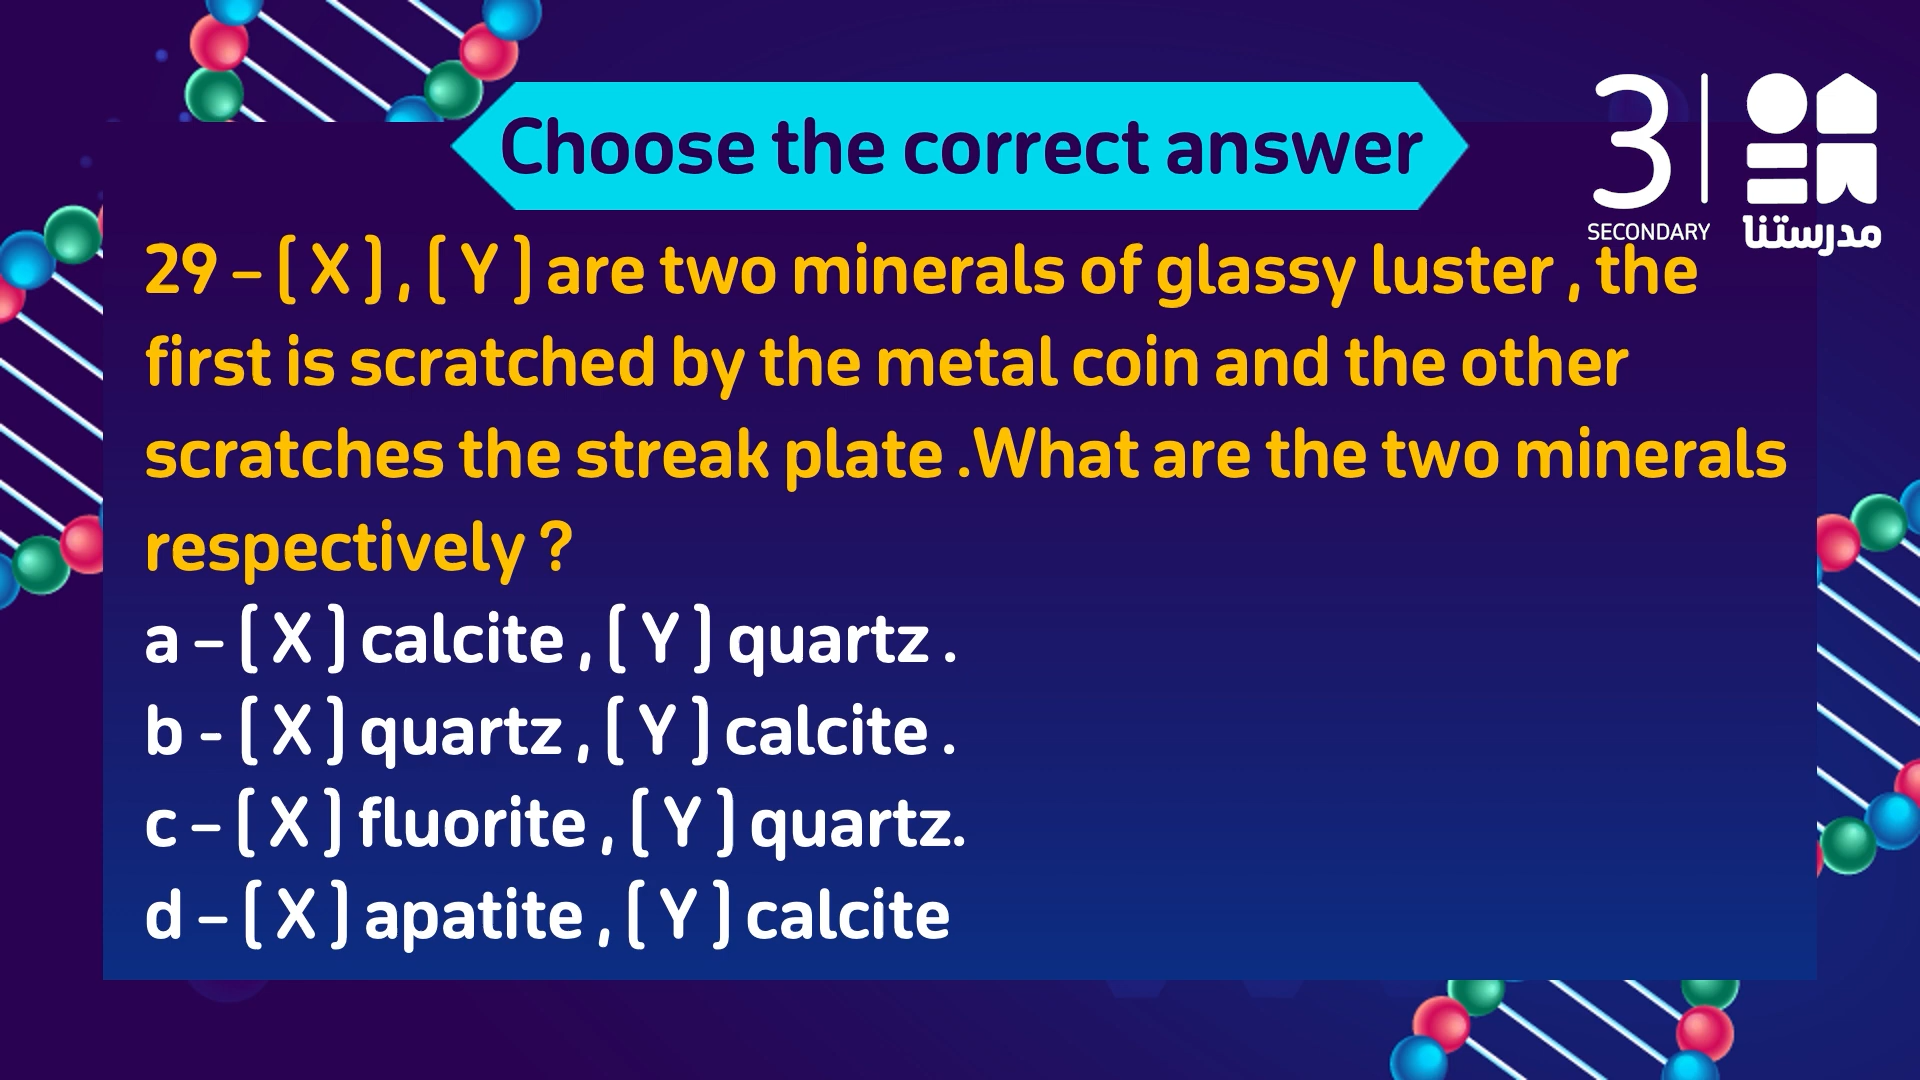 Choose the correct answer
3
SECONDARY
مدرستنا
29 – ( X ) , ( Y ) are two minerals of glassy luster , the
first is scratched by the metal coin and the other
scratches the streak plate .What are the two minerals
respectively ?
a – ( X ) calcite , ( Y ) quartz .
b - ( X ) quartz , ( Y ) calcite .
c – ( X ) fluorite , ( Y ) quartz.
d – ( X ) apatite , ( Y ) calcite